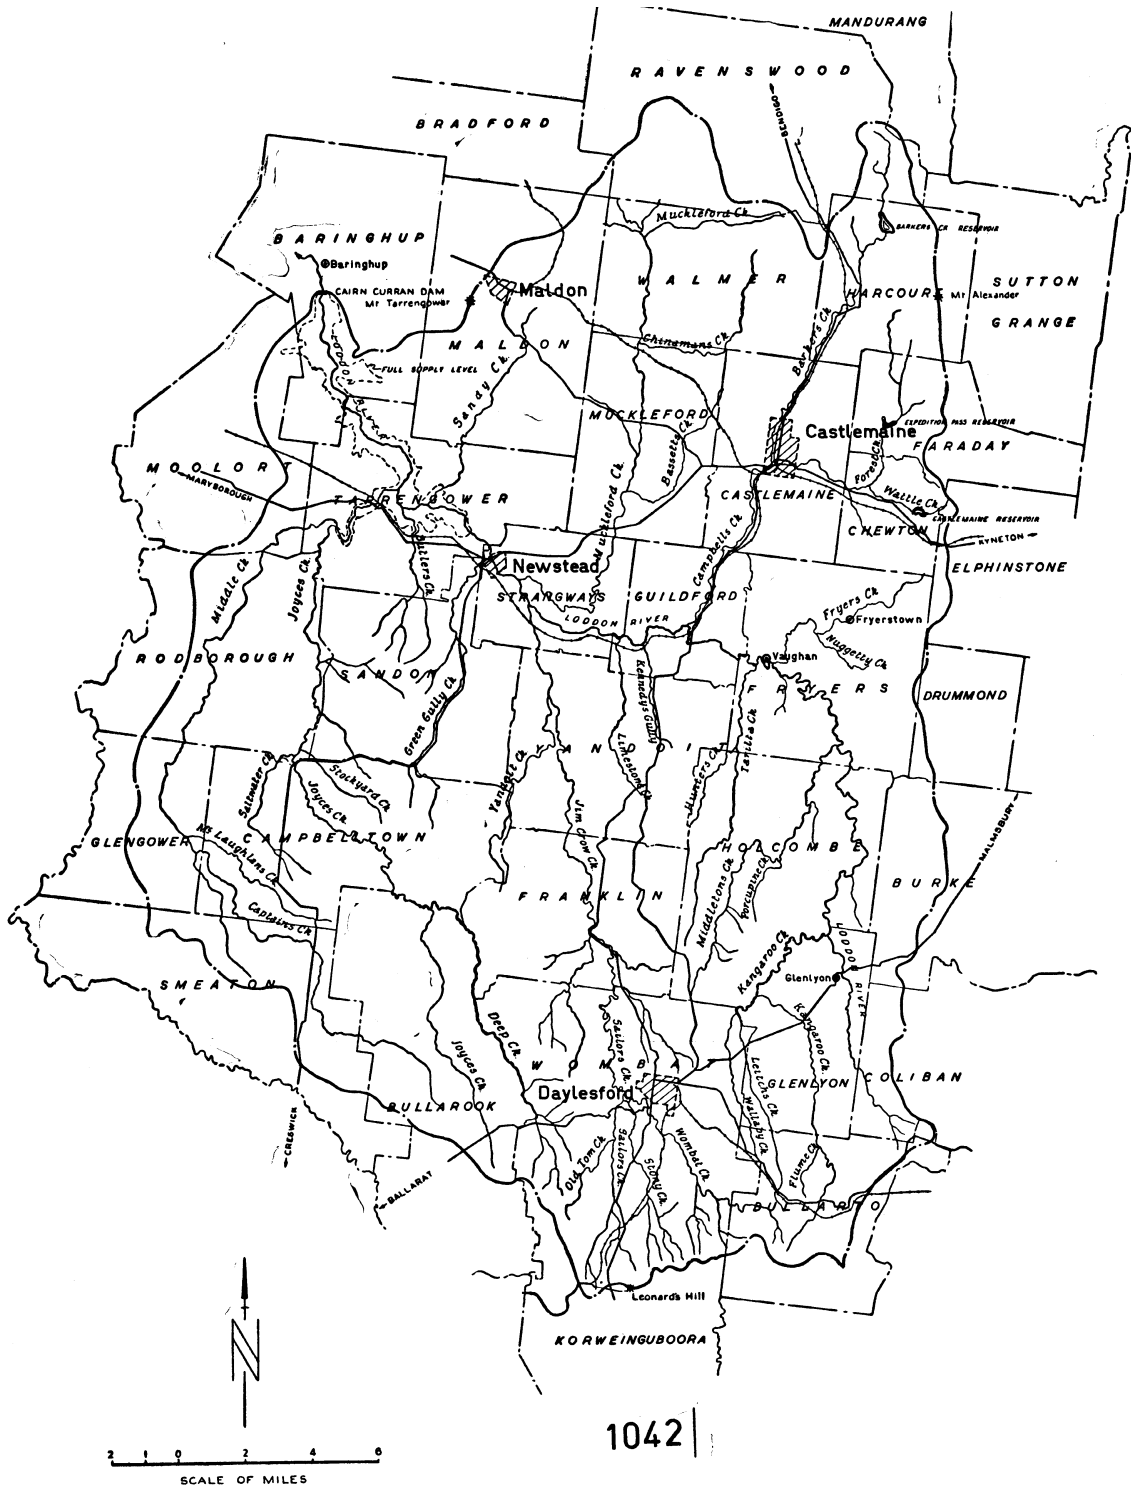 MANDURANG
RAVENSWOOD
BENDIGO
BRADFORD
Muckleford Ck
BARKERS CK RESERVOIR
BARINGHUP
Baringhup
WALMER
SUTTON
GRANGE
CAIRN CURRAN DAM
Mt Tarrengower
Maldon
HARCOURT
Mt Alexander
MALDON
Chinamans Ck
Barkers Ck
LODDON RIVER
FULL SUPPLY LEVEL
Sandy Ck
MUCKLEFORD
Castlemaine
EXPEDITION PASS RESERVOIR
FARADAY
Bassetts Ck
Forest Ck
MOOLORT
MARYBOROUGH
TARRENGOWER
Muckleford Ck
CASTLEMAINE
Wattle Ck
CASTLEMAINE RESERVOIR
CHEWTON
KYNETON
Campbells Ck
Butlers Ck
Newstead
ELPHINSTONE
Middle Ck
Joyces Ck
STRANGWAYS
GUILDFORD
LODDON RIVER
Fryers Ck
Fryerstown
Nuggetty Ck
RODBOROUGH
SANDON
Vaughan
FRYERS
DRUMMOND
Green Gully Ck
Kennedys Gully
Tarilla Ck
YANDOIT
Limestone Ck
Hunters Ck
Yandoit Ck
Saltwater Ck
Stockyard Ck
Joyces Ck
Jim Crow Ck
MALMSBURY
GLENGOWER
McLaughlans Ck
CAMPBELLTOWN
HOLCOMBE
Middletons Ck
Porcupine Ck
FRANKLIN
BURKE
Captains Ck
Kangaroo Ck
LODDON RIVER
Glenlyon
SMEATON
Deep Ck
Sailors Ck
Kangaroo Ck
Joyces Ck
WOMBAT
Leitchs Ck
GLENLYON
COLIBAN
Daylesford
BULLAROOK
Wallaby Ck
CRESWICK
Old Tom Ck
Sailors Ck
Stony Ck
Wombat Ck
Flume Ck
BALLARAT
BULLARTO
Leonard's Hill
KORWEINGUBOORA
N
1042
2 1 0 2 4 6
SCALE OF MILES